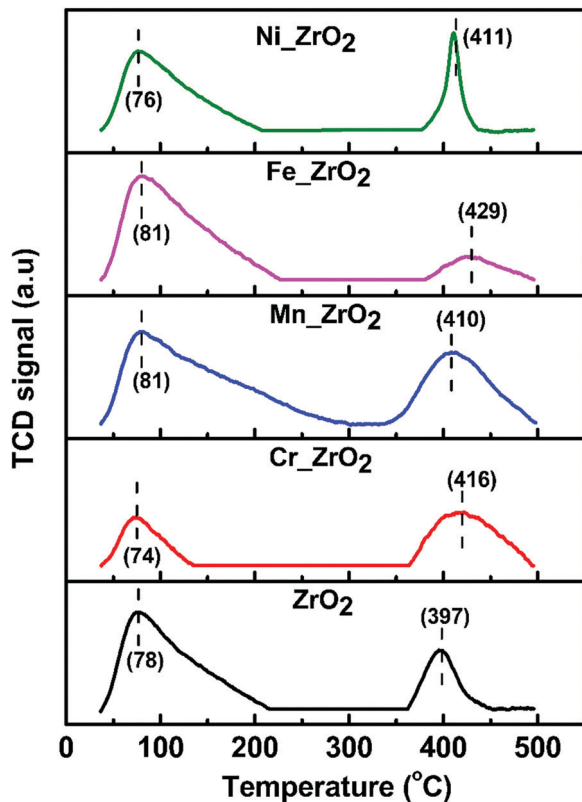 Ni_ZrO2
(411)
(76)
Fe_ZrO2
(429)
(81)
Mn_ZrO2
(410)
(81)
Cr_ZrO2
(416)
(74)
ZrO2
(397)
(78)
TCD signal (a.u)
0 100 200 300 400 500
Temperature (°C)